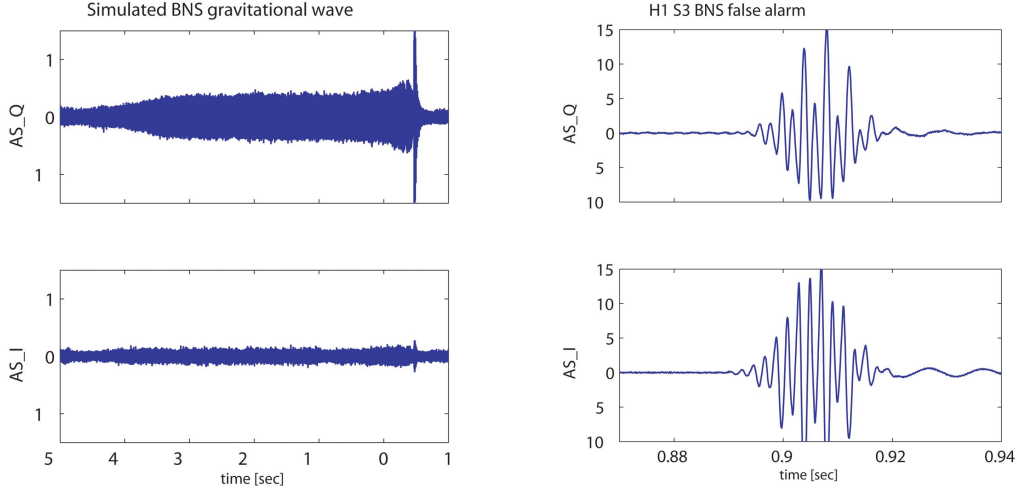 Simulated BNS gravitational wave
AS_Q
1
0
1
AS_I
1
0
1
5 4 3 2 1 0 1
time [sec]
H1 S3 BNS false alarm
AS_Q
15
10
5
0
5
10
AS_I
15
10
5
0
5
10
0.88 0.9 0.92 0.94
time [sec]